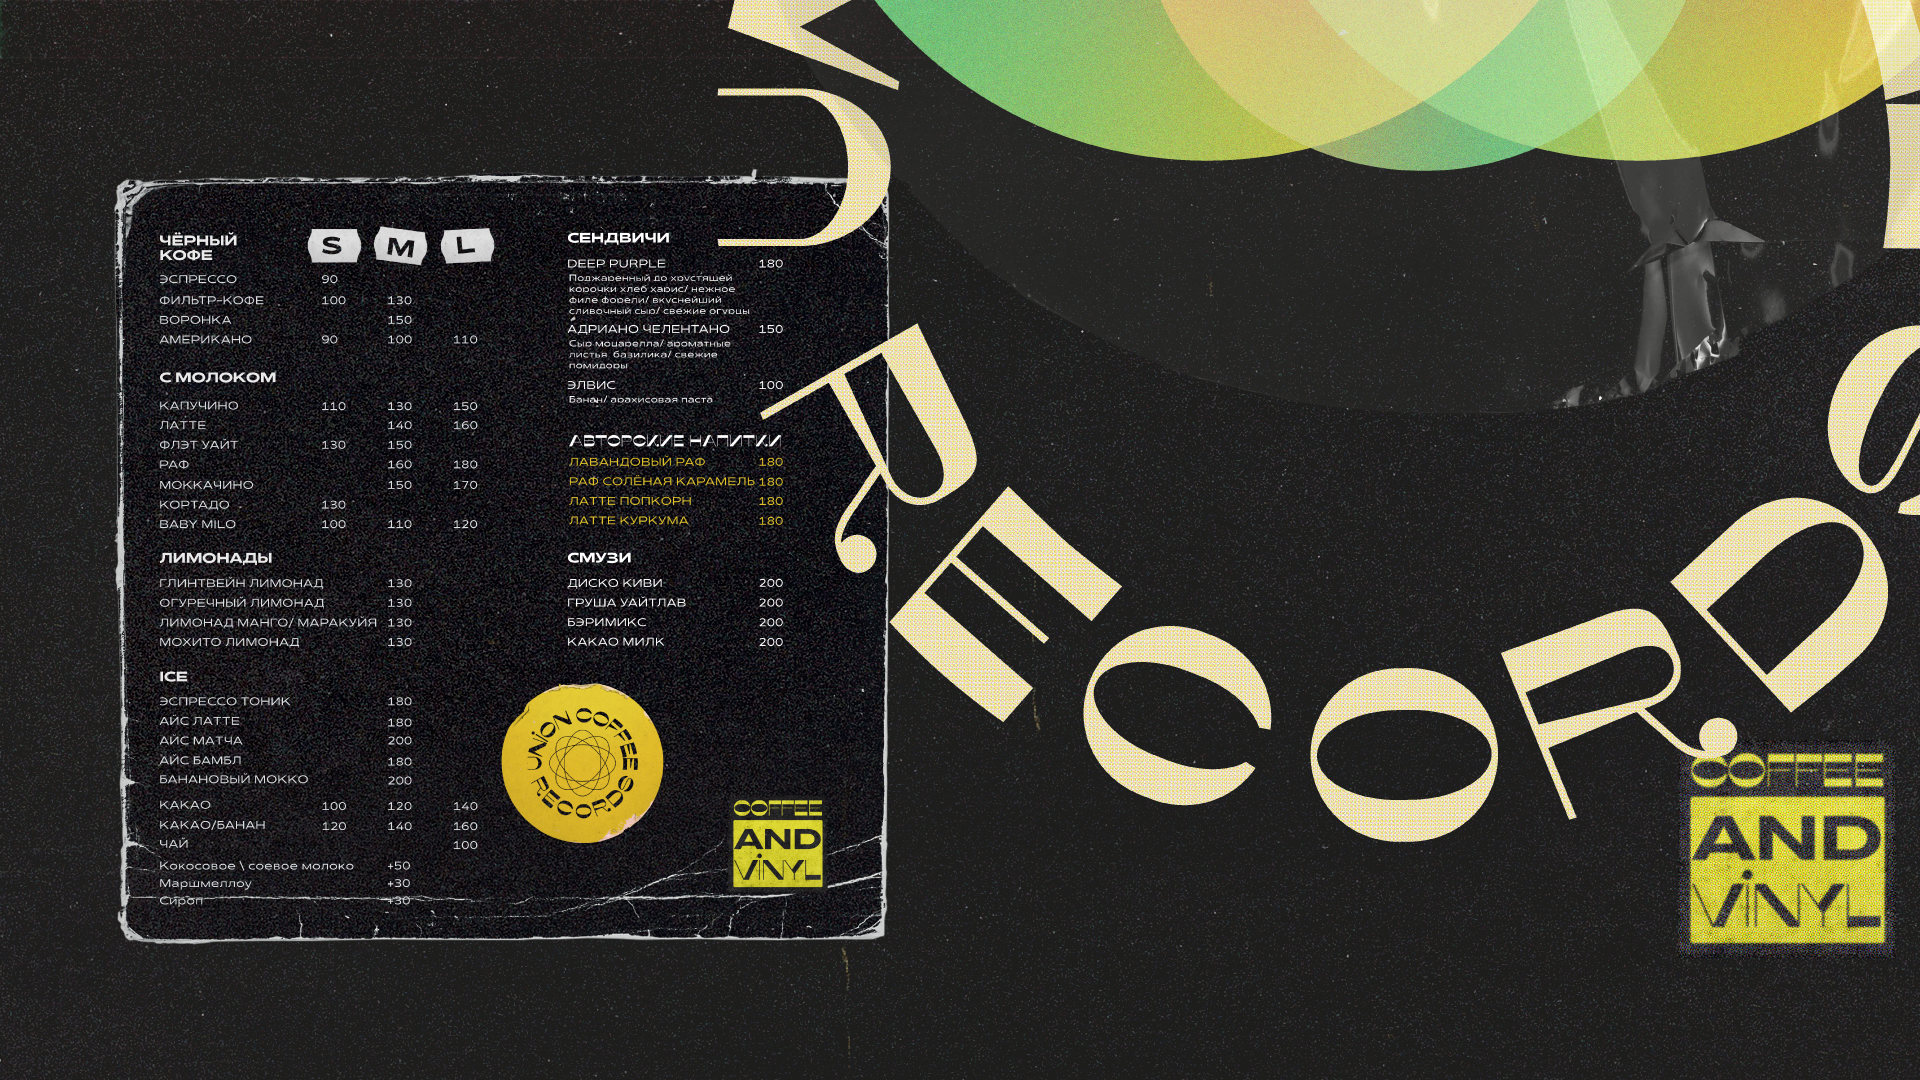 ЧЁРНЫЙ КОФЕ S M L
ЭСПРЕССО 90
ФИЛЬТР-КОФЕ 100 130
ВОРОНКА 150
АМЕРИКАНО 90 100 110
С МОЛОКОМ
КАПУЧИНО 110 130 150
ЛАТТЕ 140 160
ФЛЭТ УАЙТ 130 150
РАФ 160 180
МОККАЧИНО 150 170
КОРТАДО 130
BABY MILO 100 110 120
ЛИМОНАДЫ
ГЛИНТВЕЙН ЛИМОНАД 130
ОГУРЕЧНЫЙ ЛИМОНАД 130
ЛИМОНАД МАНГО/ МАРАКУЙЯ 130
МОХИТО ЛИМОНАД 130
ICE
ЭСПРЕССО ТОНИК 180
АЙС ЛАТТЕ 180
АЙС МАТЧА 200
АЙС БАМБЛ 180
БАНАНОВЫЙ МОККО 200
КАКАО 100 120 140
КАКАО/БАНАН 120 140 160
ЧАЙ 100
Кокосовое \ соевое молоко +50
Маршмеллоу +30
Сироп +30
СЕНДВИЧИ
DEEP PURPLE 180
Поджаренный до хрустящей
корочки хлеб харис/ нежное
филе форели/ вкуснейший
сливочный сыр/ свежие огурцы
АДРИАНО ЧЕЛЕНТАНО 150
Сыр моцарелла/ ароматные
листья базилика/ свежие
помидоры
ЭЛВИС 100
Банан/ арахисовая паста
АВТОРСКИЕ НАПИТКИ
ЛАВАНДОВЫЙ РАФ 180
РАФ СОЛЁНАЯ КАРАМЕЛЬ 180
ЛАТТЕ ПОПКОРН 180
ЛАТТЕ КУРКУМА 180
СМУЗИ
ДИСКО КИВИ 200
ГРУША УАЙТЛАВ 200
БЭРИМИКС 200
КАКАО МИЛК 200
UNION COFFEE
RECORDS
COFFEE
AND
VINYL
RECORDS
COFFEE
AND
VINYL